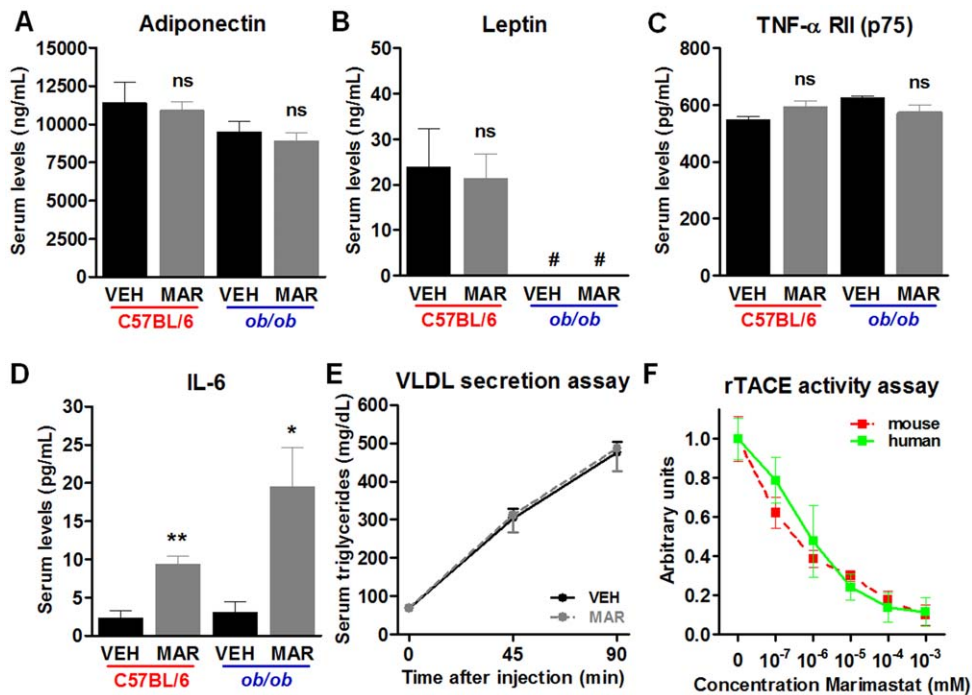 A
Adiponectin
Serum levels (ng/mL)
15000
12500
10000
7500
5000
2500
0
ns
ns
VEH MAR VEH MAR
C57BL/6 ob/ob
B
Leptin
Serum levels (ng/mL)
50
40
30
20
10
0
ns
# #
VEH MAR VEH MAR
C57BL/6 ob/ob
C
TNF-α RII (p75)
Serum levels (pg/mL)
800
600
400
200
0
ns
ns
VEH MAR VEH MAR
C57BL/6 ob/ob
D
IL-6
Serum levels (pg/mL)
30
25
20
15
10
5
0
**
*
VEH MAR VEH MAR
C57BL/6 ob/ob
E
VLDL secretion assay
Serum triglycerides (mg/dL)
600
500
400
300
200
100
0
VEH
MAR
0 45 90
Time after injection (min)
F
rTACE activity assay
Arbitrary units
1.0
0.8
0.6
0.4
0.2
0.0
mouse
human
0 10⁻⁷ 10⁻⁶ 10⁻⁵ 10⁻⁴ 10⁻³
Concentration Marimastat (mM)